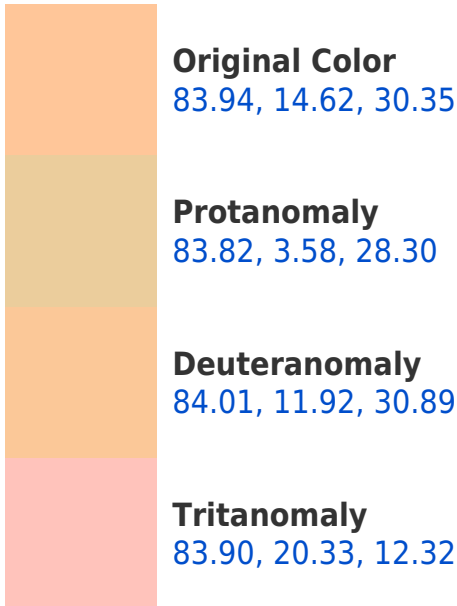 Original Color
83.94, 14.62, 30.35
Protanomaly
83.82, 3.58, 28.30
Deuteranomaly
84.01, 11.92, 30.89
Tritanomaly
83.90, 20.33, 12.32